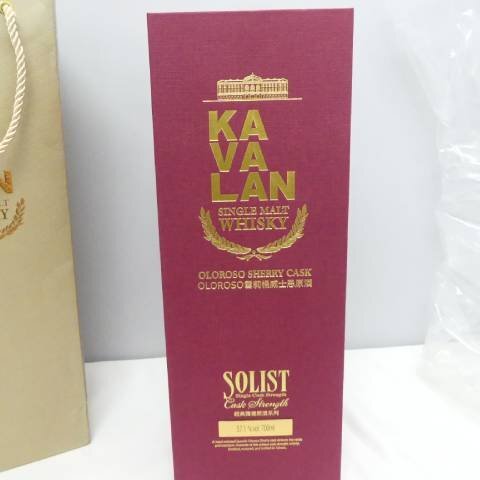 KA
VA
LAN
SINGLE MALT
WHISKY
OLOROSO SHERRY CASK
OLOROSO雪莉桶威士忌原酒
SOLIST
Single Cask Strength
Cask Strength
經典獨奏原酒系列
57.1 %vol 700ml
N
MALT
KY